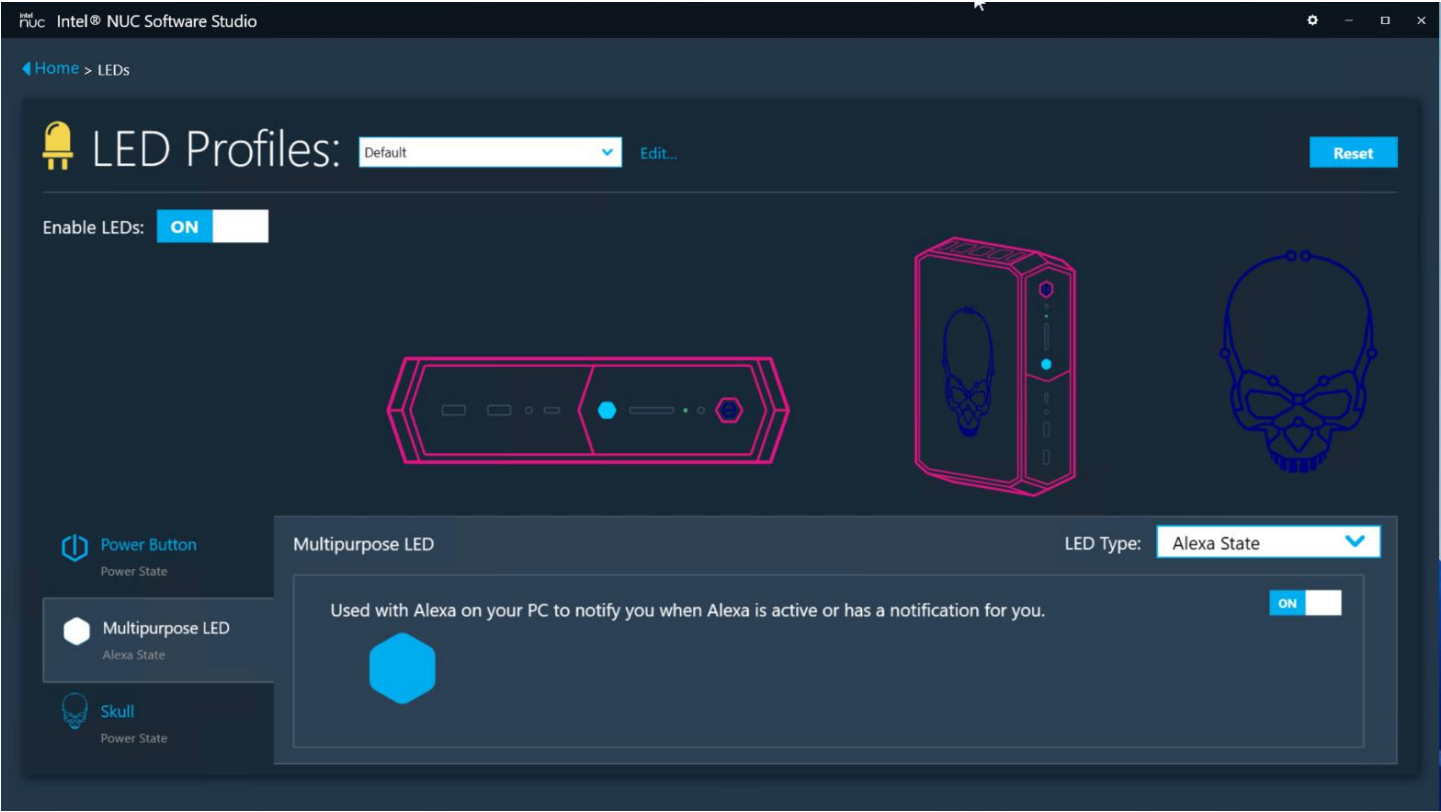 intel nuc Intel® NUC Software Studio
Home > LEDs
LED Profiles: Default Edit... Reset
Enable LEDs: ON
Power Button
Power State
Multipurpose LED
Alexa State
Skull
Power State
Multipurpose LED LED Type: Alexa State
Used with Alexa on your PC to notify you when Alexa is active or has a notification for you. ON